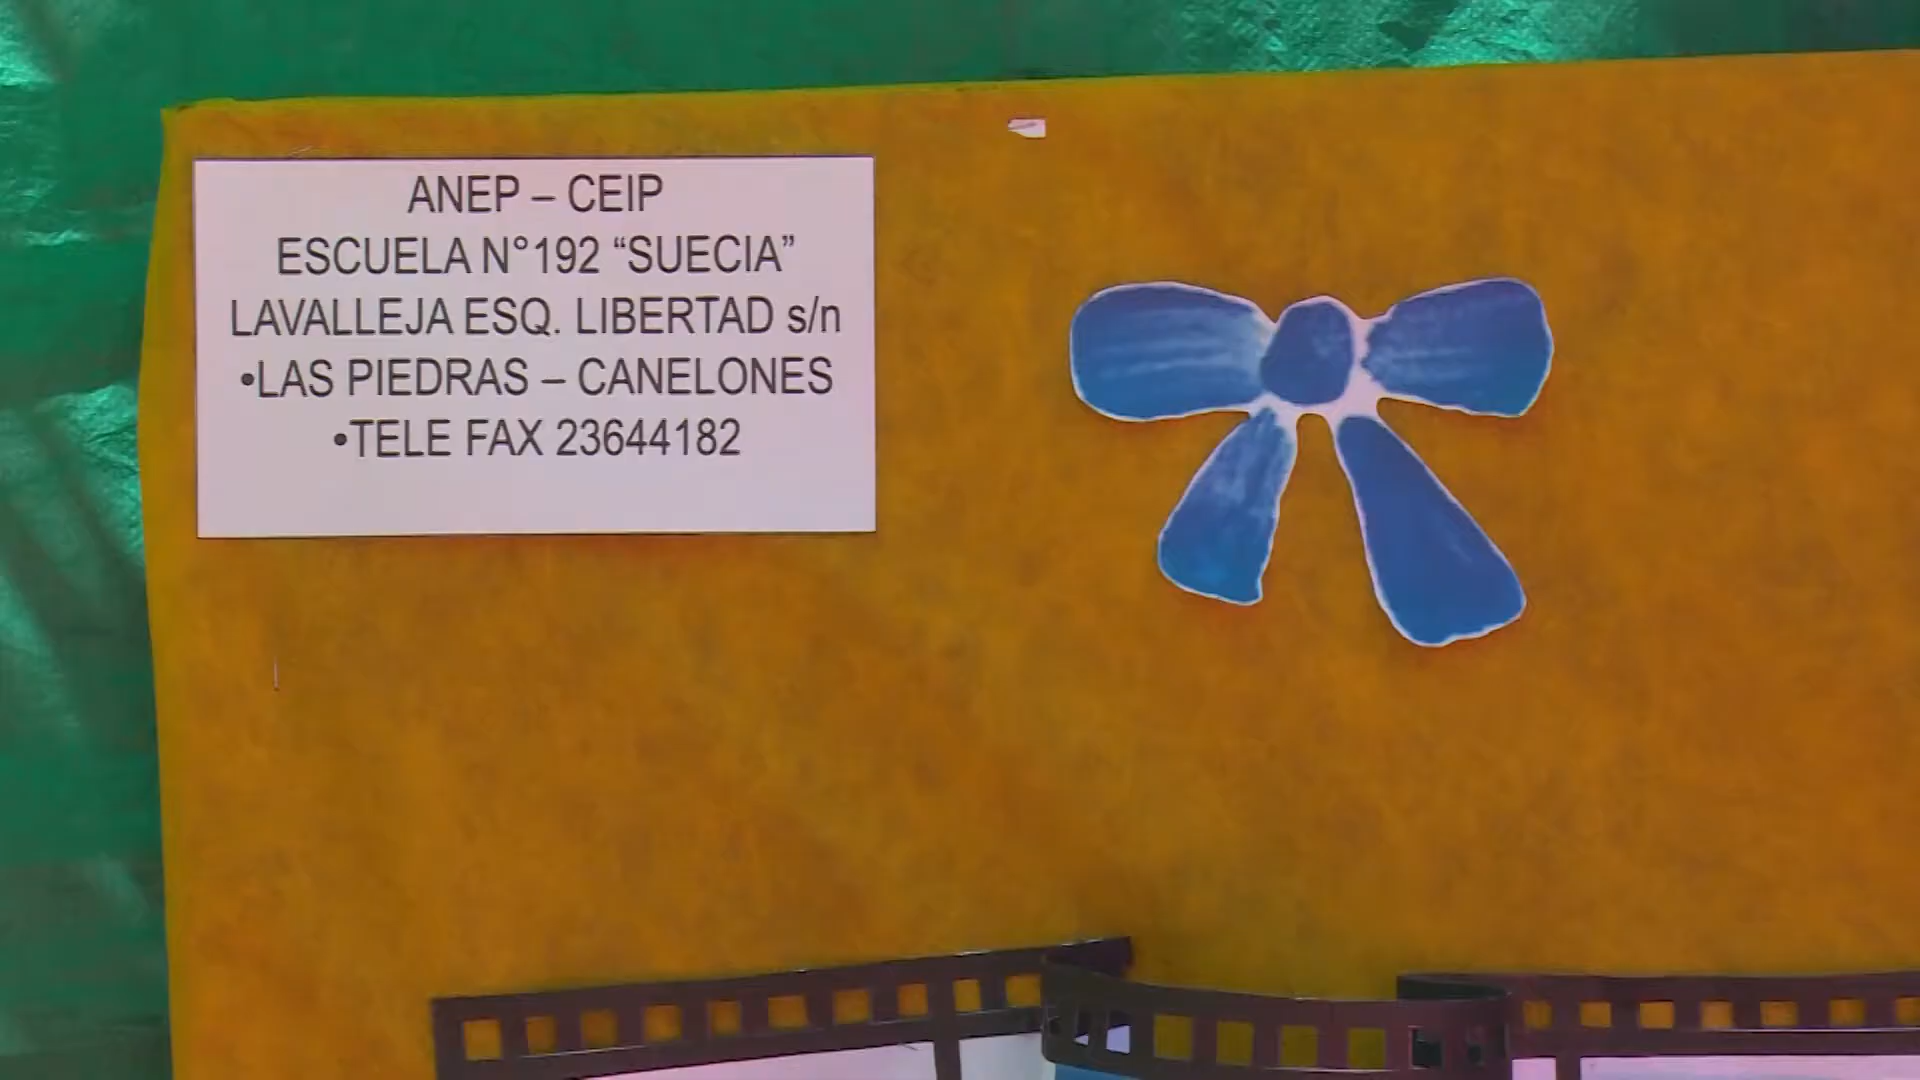 ANEP – CEIP
ESCUELA N°192 “SUECIA”
LAVALLEJA ESQ. LIBERTAD s/n
•LAS PIEDRAS – CANELONES
•TELE FAX 23644182